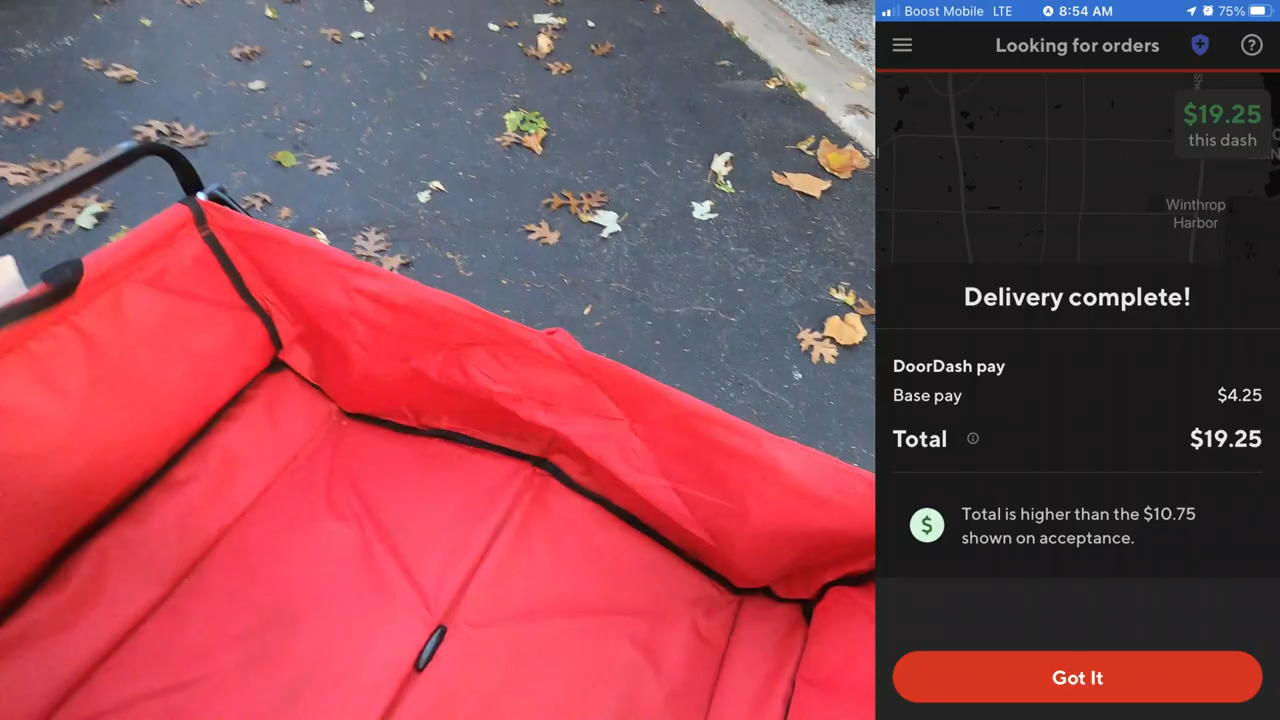 Boost Mobile LTE 8:54 AM 75%
Looking for orders
$19.25
this dash
Winthrop
Harbor
Delivery complete!
DoorDash pay
Base pay $4.25
Total $19.25
$ Total is higher than the $10.75
shown on acceptance.
Got It